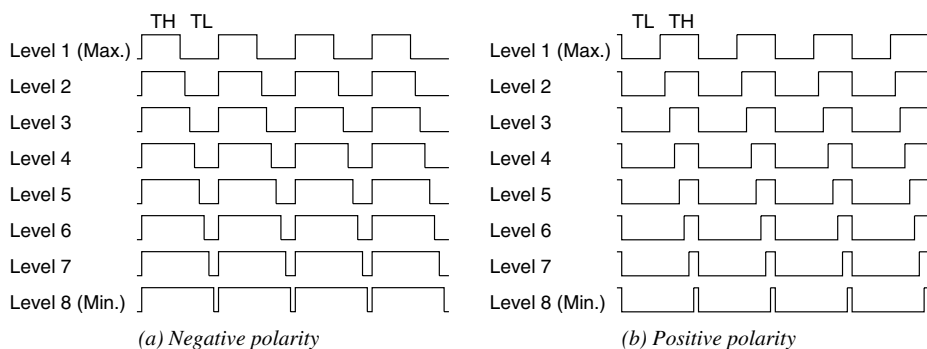 TH TL
Level 1 (Max.)
Level 2
Level 3
Level 4
Level 5
Level 6
Level 7
Level 8 (Min.)
(a) Negative polarity
TL TH
Level 1 (Max.)
Level 2
Level 3
Level 4
Level 5
Level 6
Level 7
Level 8 (Min.)
(b) Positive polarity